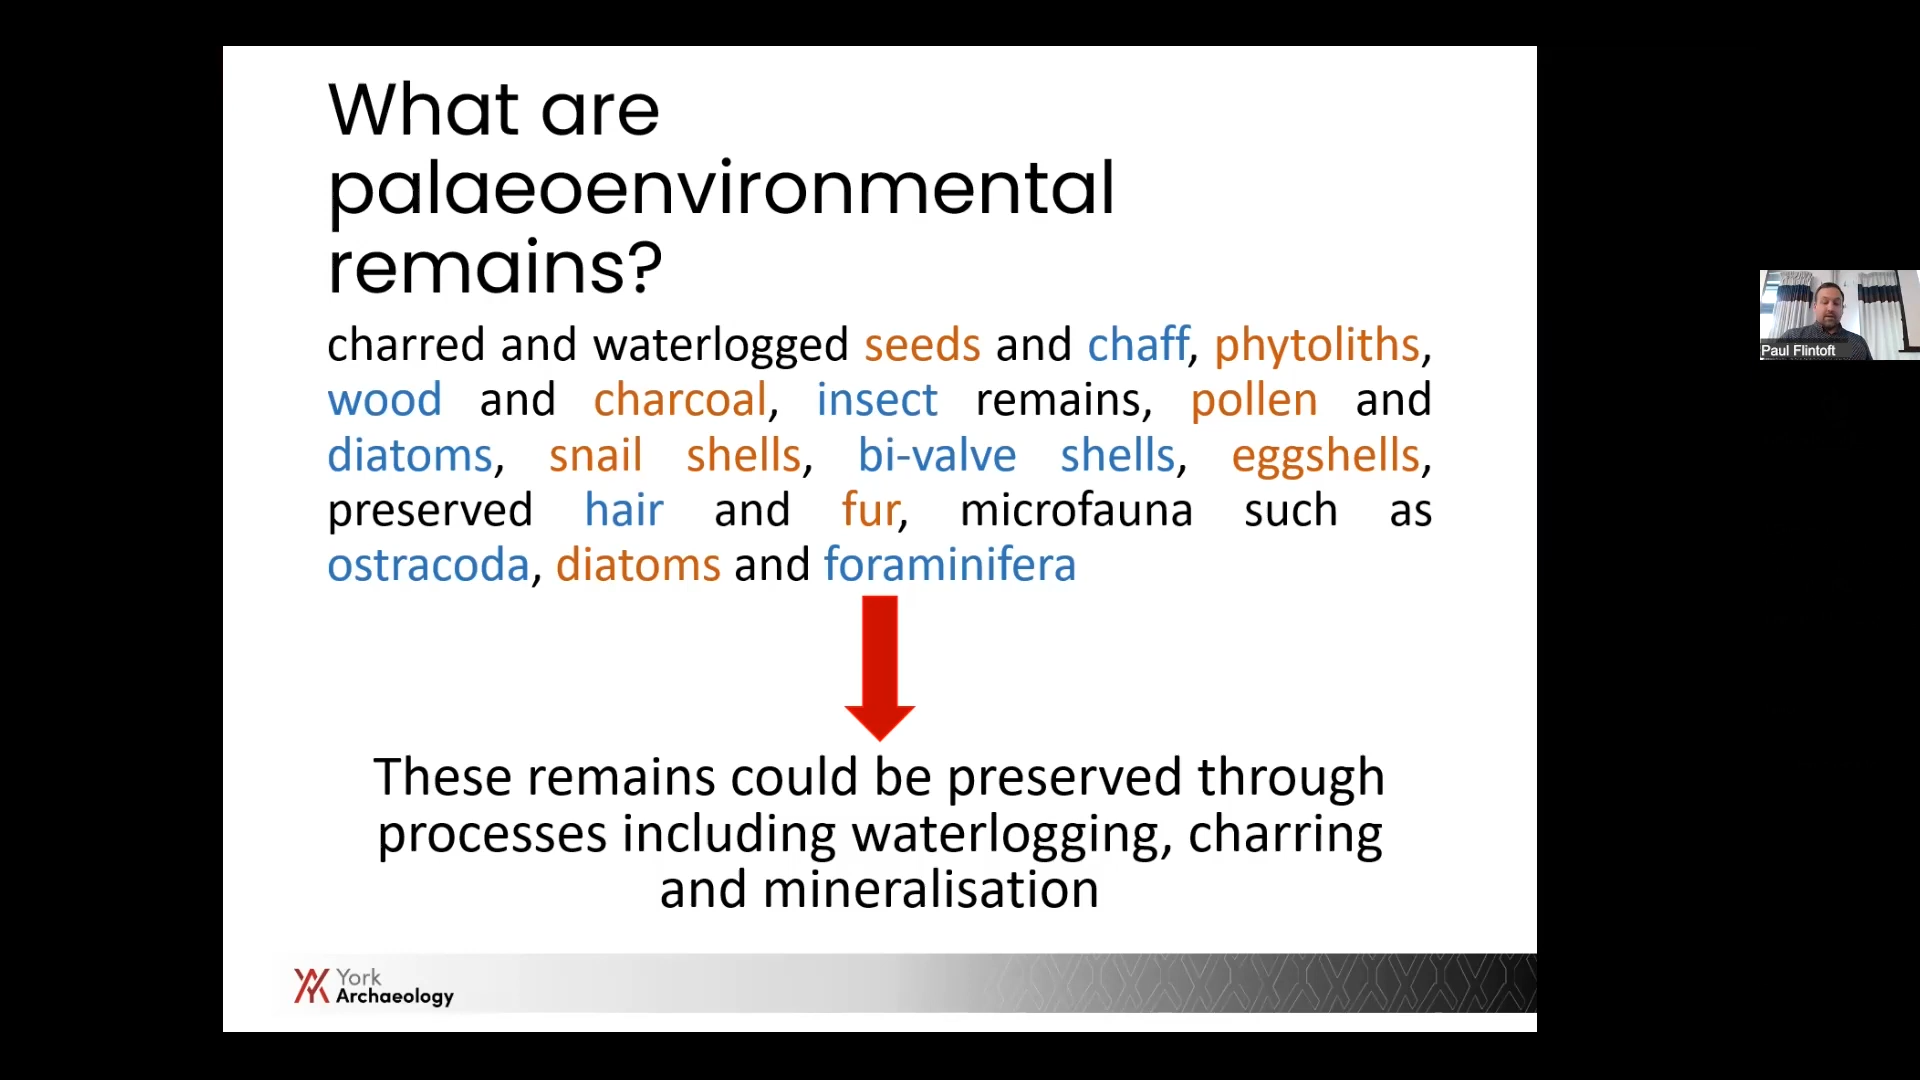 What are
palaeoenvironmental
remains?
charred and waterlogged seeds and chaff, phytoliths,
wood and charcoal, insect remains, pollen and
diatoms, snail shells, bi-valve shells, eggshells,
preserved hair and fur, microfauna such as
ostracoda, diatoms and foraminifera
These remains could be preserved through
processes including waterlogging, charring
and mineralisation
York
Archaeology
Paul Flintoft